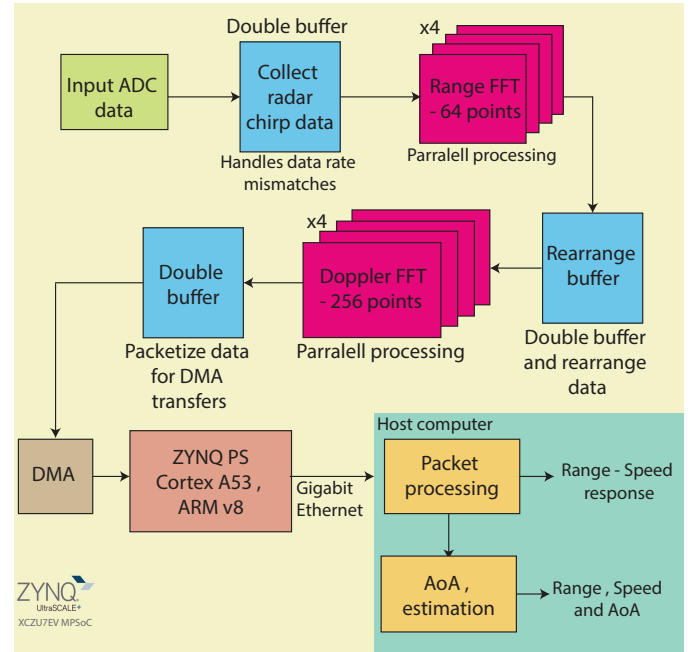 Double buffer
x4
Input ADC
data
Collect
radar
chirp data
Range FFT
- 64 points
Handles data rate
mismatches
Parralell processing
x4
Double
buffer
Doppler FFT
- 256 points
Rearrange
buffer
Packetize data
for DMA
transfers
Parralell processing
Double buffer
and rearrange
data
Host computer
DMA
ZYNQ PS
Cortex A53 ,
ARM v8
Gigabit
Ethernet
Packet
processing
Range - Speed
response
AoA ,
estimation
Range , Speed
and AoA
ZYNQ
UltraSCALE+
XCZU7EV MPSoC